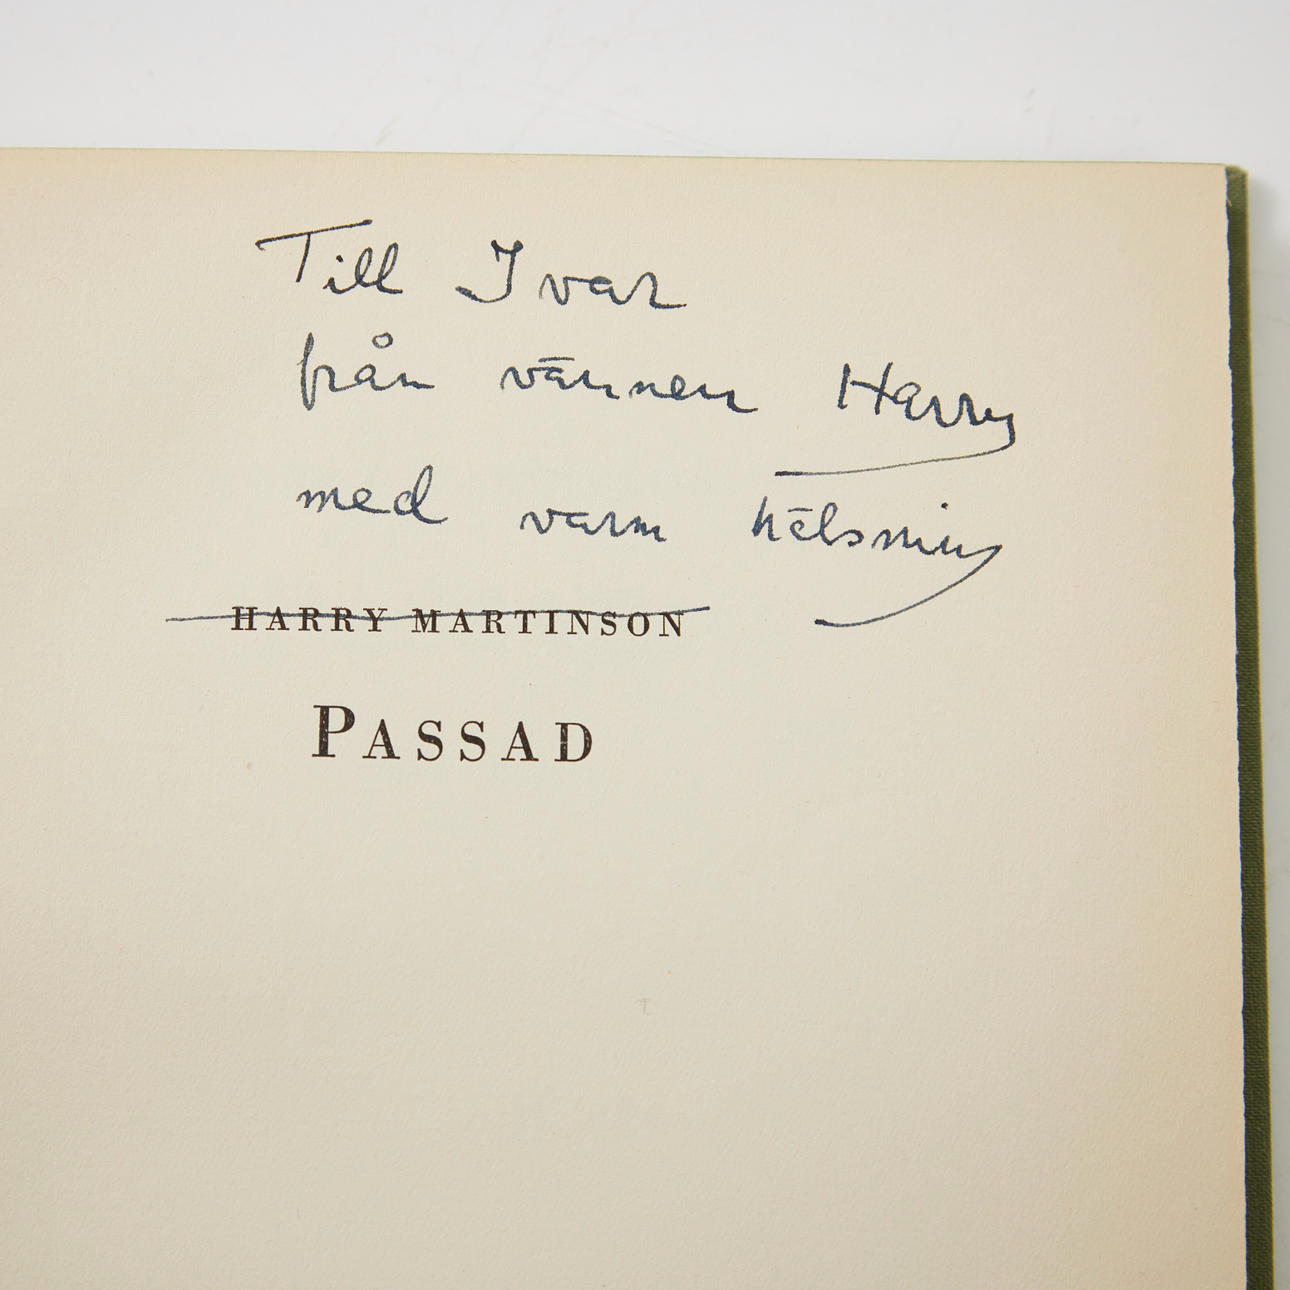 Till Ivar
från vännen Harry
med varm hälsning
HARRY MARTINSON
PASSAD